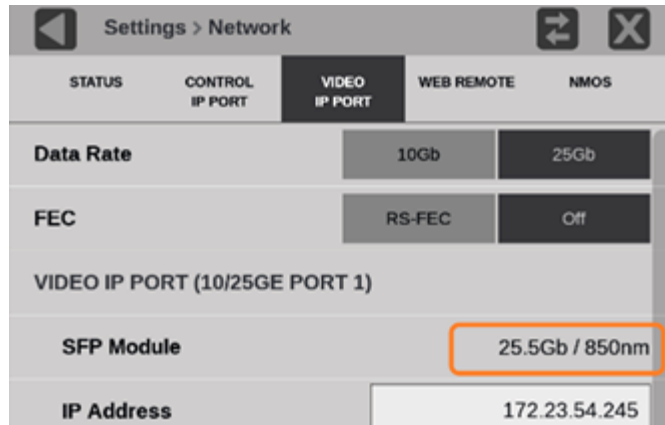 Settings > Network
STATUS CONTROL IP PORT VIDEO IP PORT WEB REMOTE NMOS
Data Rate 10Gb 25Gb
FEC RS-FEC Off
VIDEO IP PORT (10/25GE PORT 1)
SFP Module 25.5Gb / 850nm
IP Address 172.23.54.245